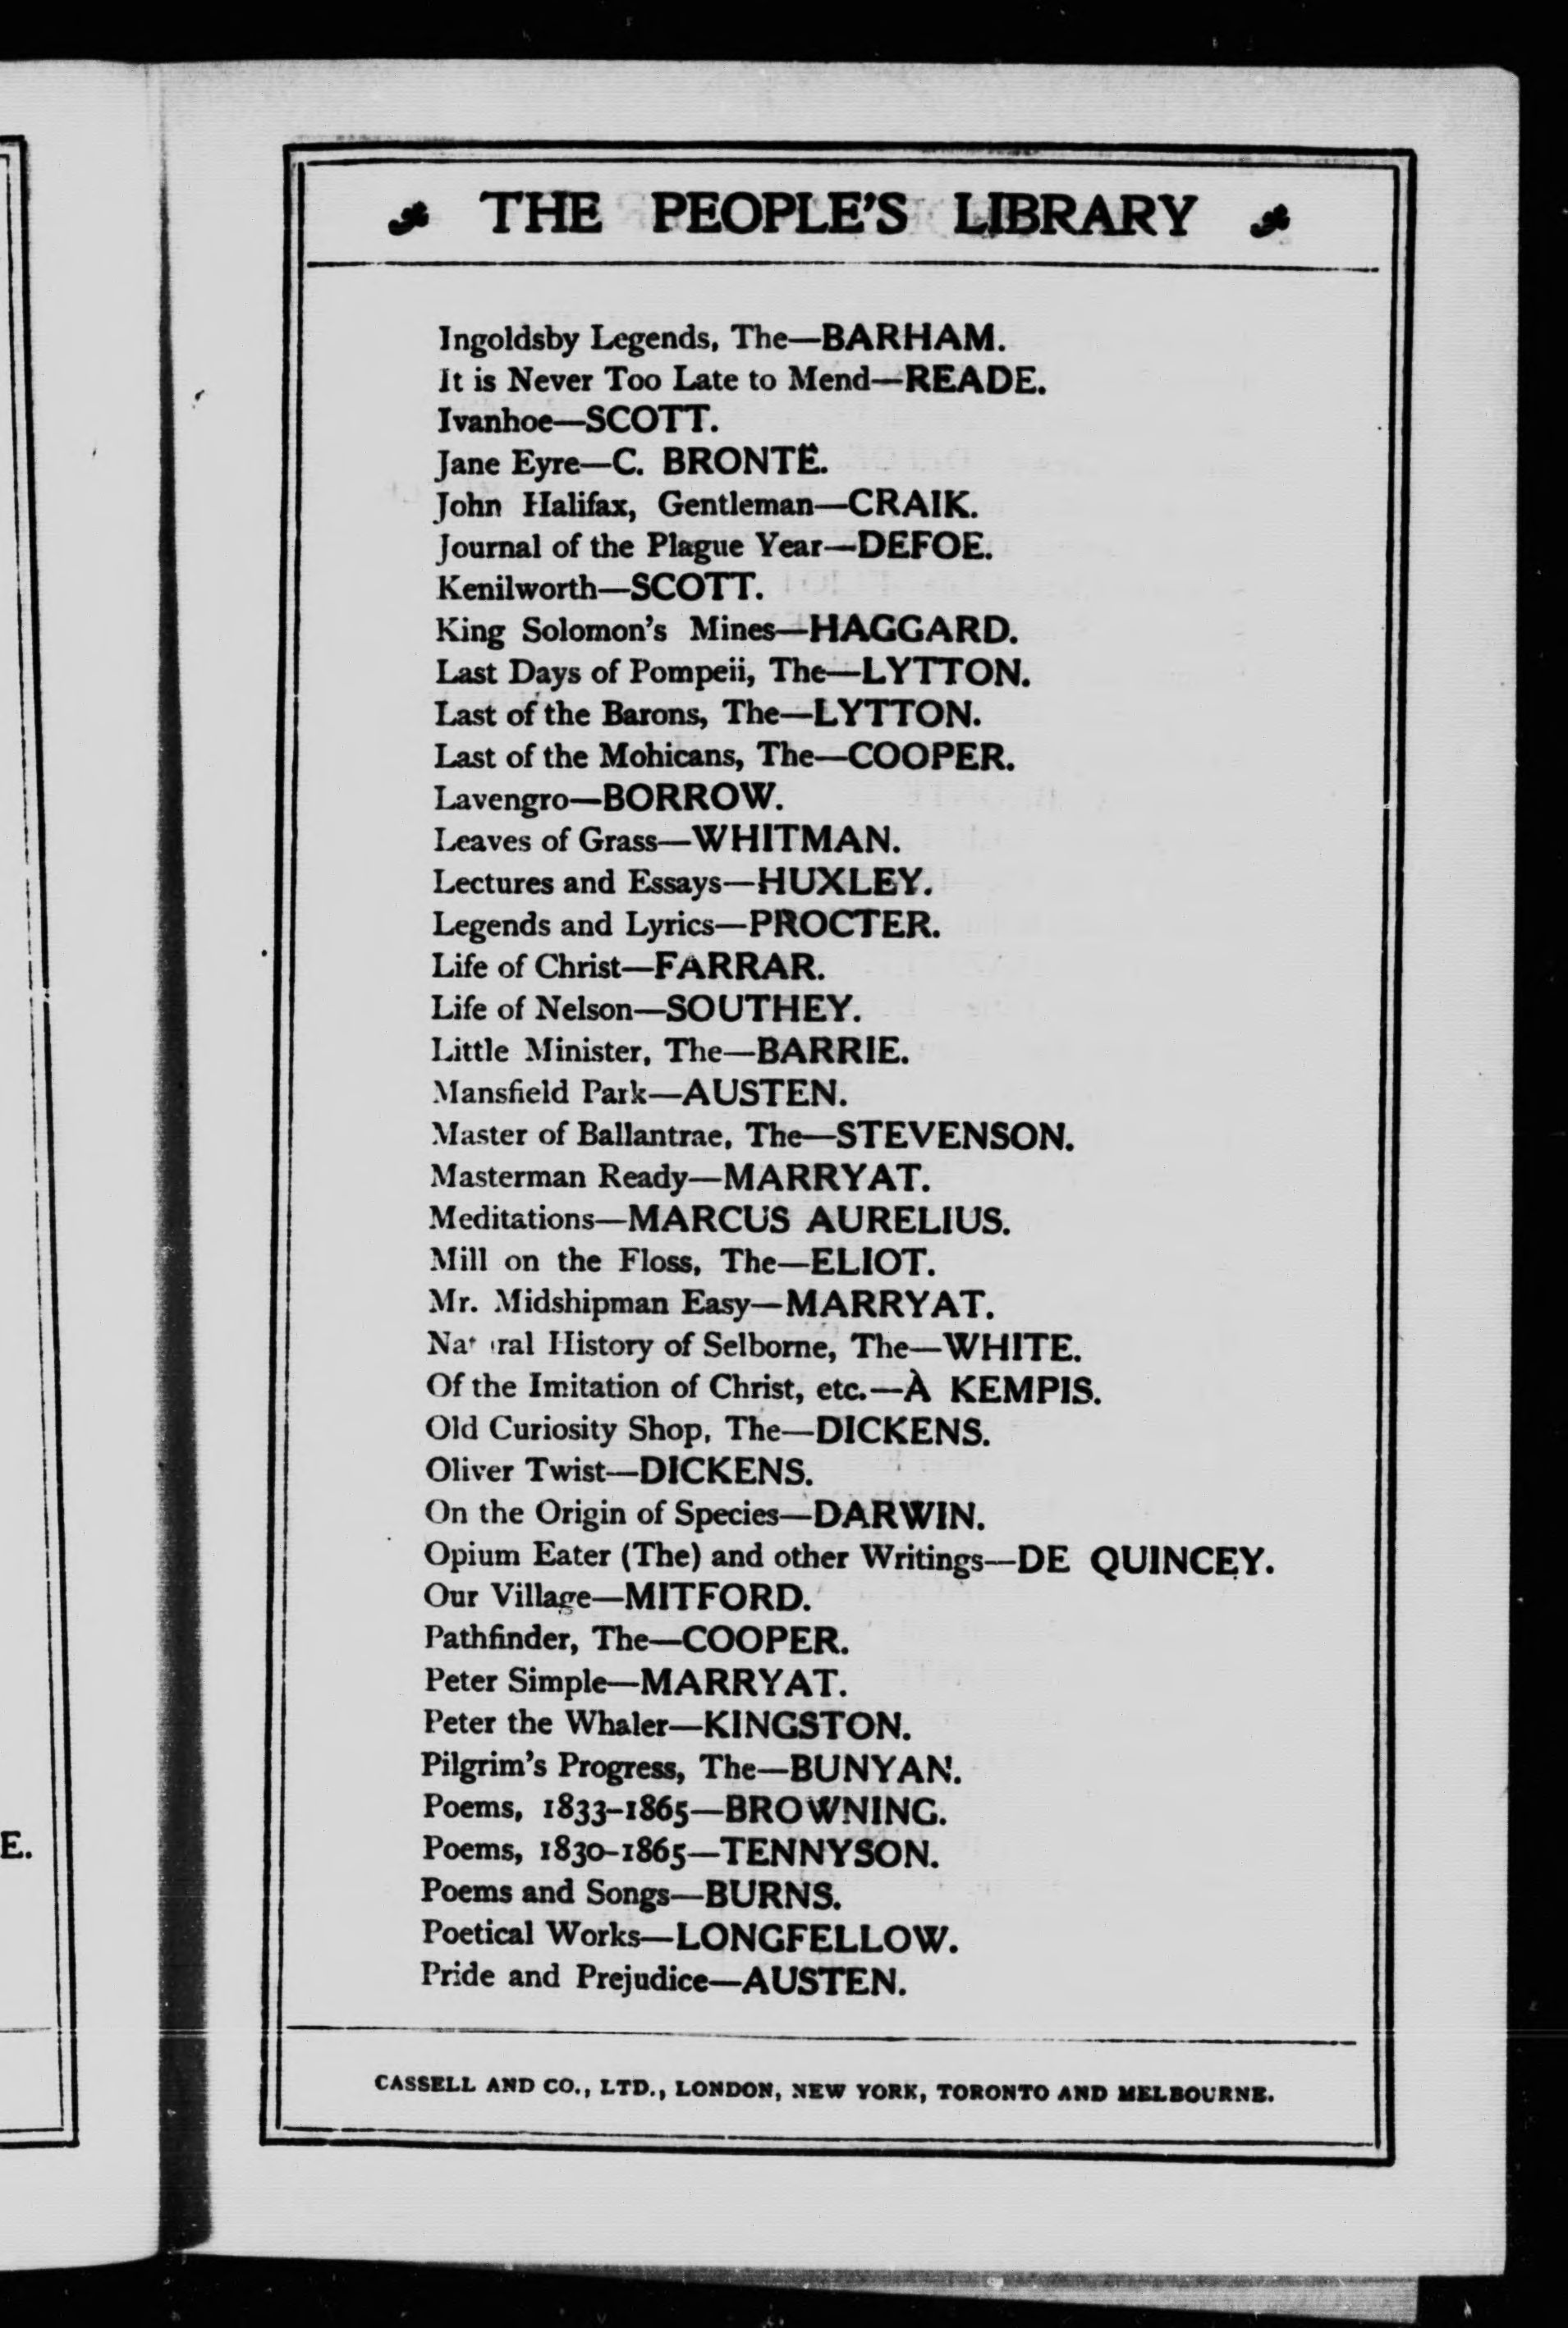 THE PEOPLE'S LIBRARY
Ingoldsby Legends, The—BARHAM.
It is Never Too Late to Mend—READE.
Ivanhoe—SCOTT.
Jane Eyre—C. BRONTË.
John Halifax, Gentleman—CRAIK.
Journal of the Plague Year—DEFOE.
Kenilworth—SCOTT.
King Solomon's Mines—HAGGARD.
Last Days of Pompeii, The—LYTTON.
Last of the Barons, The—LYTTON.
Last of the Mohicans, The—COOPER.
Lavengro—BORROW.
Leaves of Grass—WHITMAN.
Lectures and Essays—HUXLEY.
Legends and Lyrics—PROCTER.
Life of Christ—FARRAR.
Life of Nelson—SOUTHEY.
Little Minister, The—BARRIE.
Mansfield Park—AUSTEN.
Master of Ballantrae, The—STEVENSON.
Masterman Ready—MARRYAT.
Meditations—MARCUS AURELIUS.
Mill on the Floss, The—ELIOT.
Mr. Midshipman Easy—MARRYAT.
Natural History of Selborne, The—WHITE.
Of the Imitation of Christ, etc.—À KEMPIS.
Old Curiosity Shop, The—DICKENS.
Oliver Twist—DICKENS.
On the Origin of Species—DARWIN.
Opium Eater (The) and other Writings—DE QUINCEY.
Our Village—MITFORD.
Pathfinder, The—COOPER.
Peter Simple—MARRYAT.
Peter the Whaler—KINGSTON.
Pilgrim's Progress, The—BUNYAN.
Poems, 1833-1865—BROWNING.
Poems, 1830-1865—TENNYSON.
Poems and Songs—BURNS.
Poetical Works—LONGFELLOW.
Pride and Prejudice—AUSTEN.
CASSELL AND CO., LTD., LONDON, NEW YORK, TORONTO AND MELBOURNE.
E.